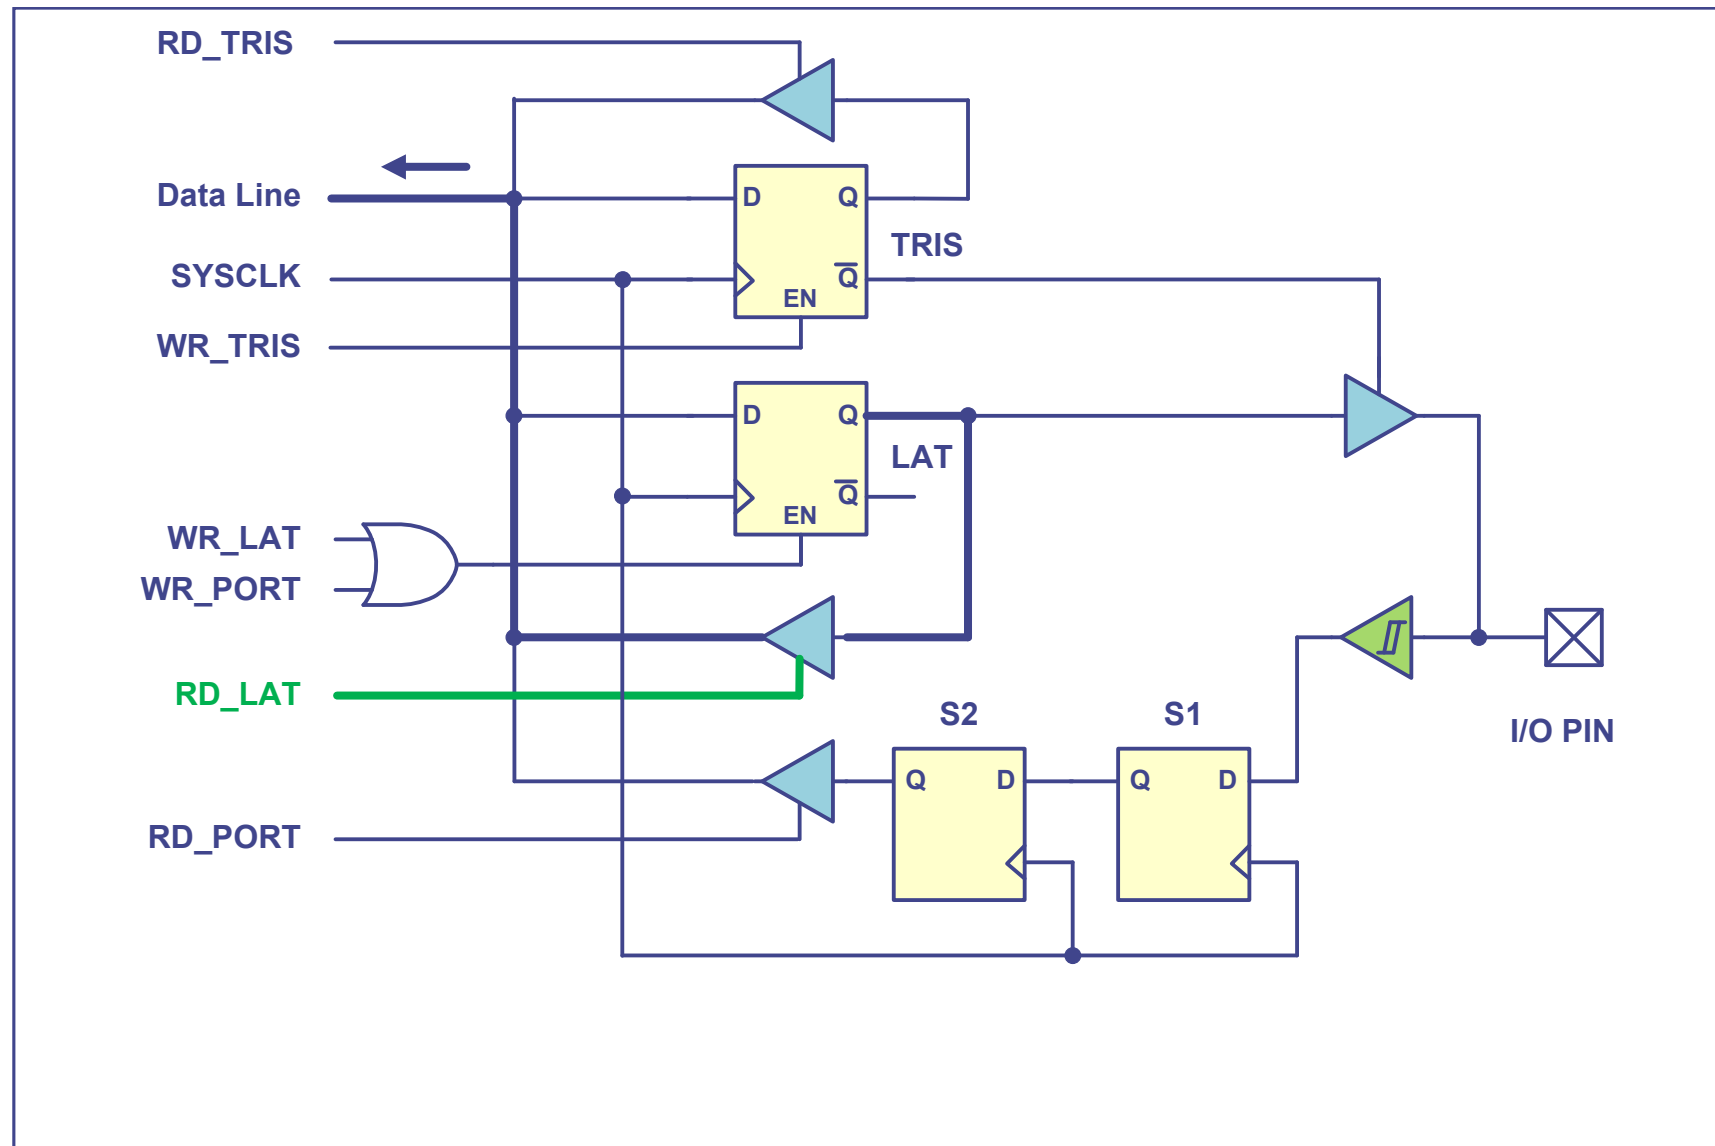 RD_TRIS
Data Line
D
Q
TRIS
SYSCLK
Q
EN
WR_TRIS
D
Q
LAT
Q
EN
WR_LAT
WR_PORT
RD_LAT
S2
S1
I/O PIN
Q
D
Q
D
RD_PORT